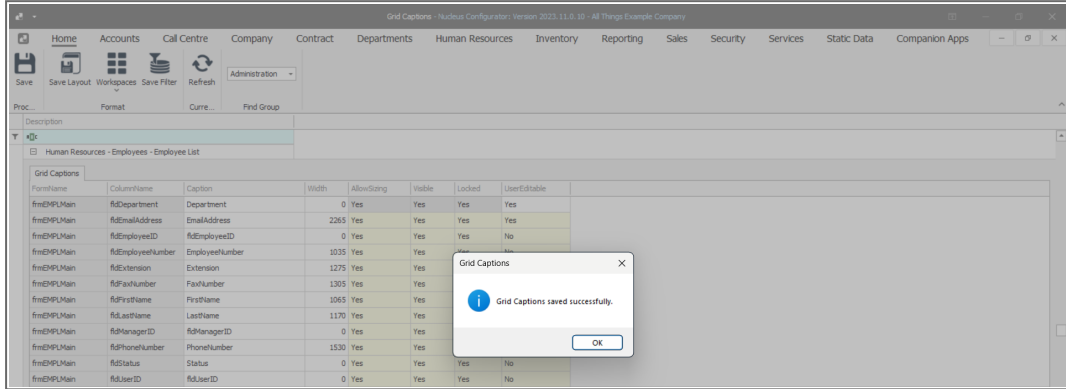 Grid Captions - Nucleus Configurator: Version 2023.11.0.10 - All Things Example Company
Home Accounts Call Centre Company Contract Departments Human Resources Inventory Reporting Sales Security Services Static Data Companion Apps
Save Save Layout Workspaces Save Filter Refresh Administration
Proc... Format Curre... Find Group
Description
Human Resources - Employees - Employee List
Grid Captions
FormName ColumnName Caption Width AllowSizing Visible Locked UserEditable
frmEMPLMain fldDepartment Department 0 Yes Yes Yes Yes
frmEMPLMain fldEmailAddress EmailAddress 2265 Yes Yes Yes Yes
frmEMPLMain fldEmployeeID fldEmployeeID 0 Yes Yes Yes No
frmEMPLMain fldEmployeeNumber EmployeeNumber 1035 Yes Yes
frmEMPLMain fldExtension Extension 1275 Yes Yes
frmEMPLMain fldFaxNumber FaxNumber 1305 Yes Yes
frmEMPLMain fldFirstName FirstName 1065 Yes Yes
frmEMPLMain fldLastName LastName 1170 Yes Yes
frmEMPLMain fldManagerID fldManagerID 0 Yes Yes
frmEMPLMain fldPhoneNumber PhoneNumber 1530 Yes Yes
frmEMPLMain fldStatus Status 0 Yes Yes Yes No
frmEMPLMain fldUserID fldUserID 0 Yes Yes Yes No
Grid Captions
Grid Captions saved successfully.
OK